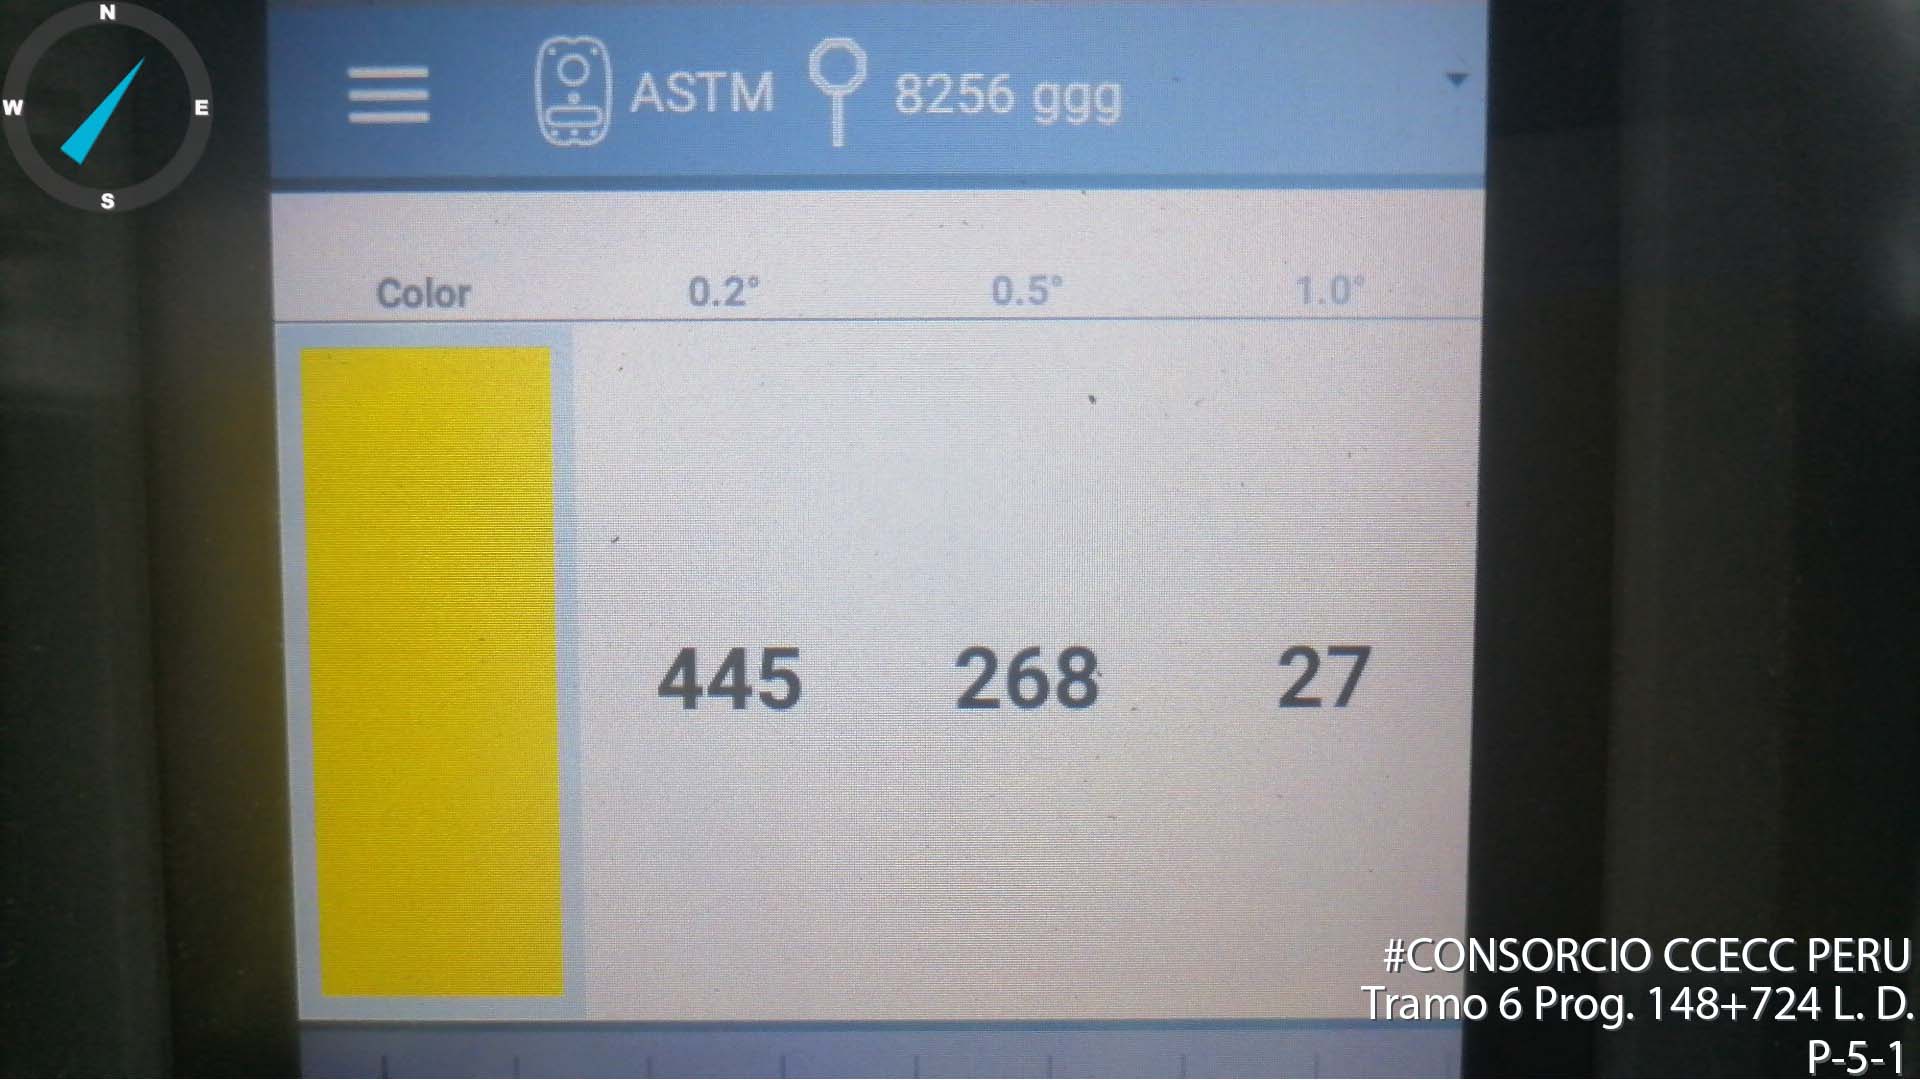 N
W E
S
ASTM 8256 ggg
Color 0.2° 0.5° 1.0°
445 268 27
#CONSORCIO CCECC PERU
Tramo 6 Prog. 148+724 L. D.
P-5-1